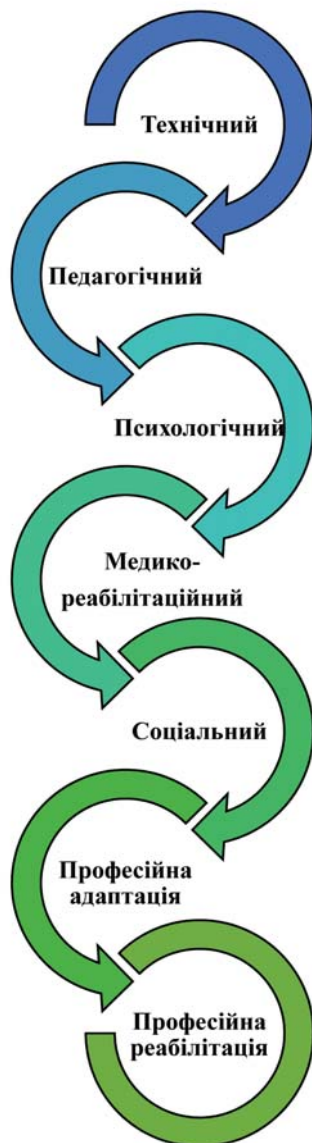 Технічний
Педагогічний
Психологічний
Медико-
реабілітаційний
Соціальний
Професійна
адаптація
Професійна
реабілітація